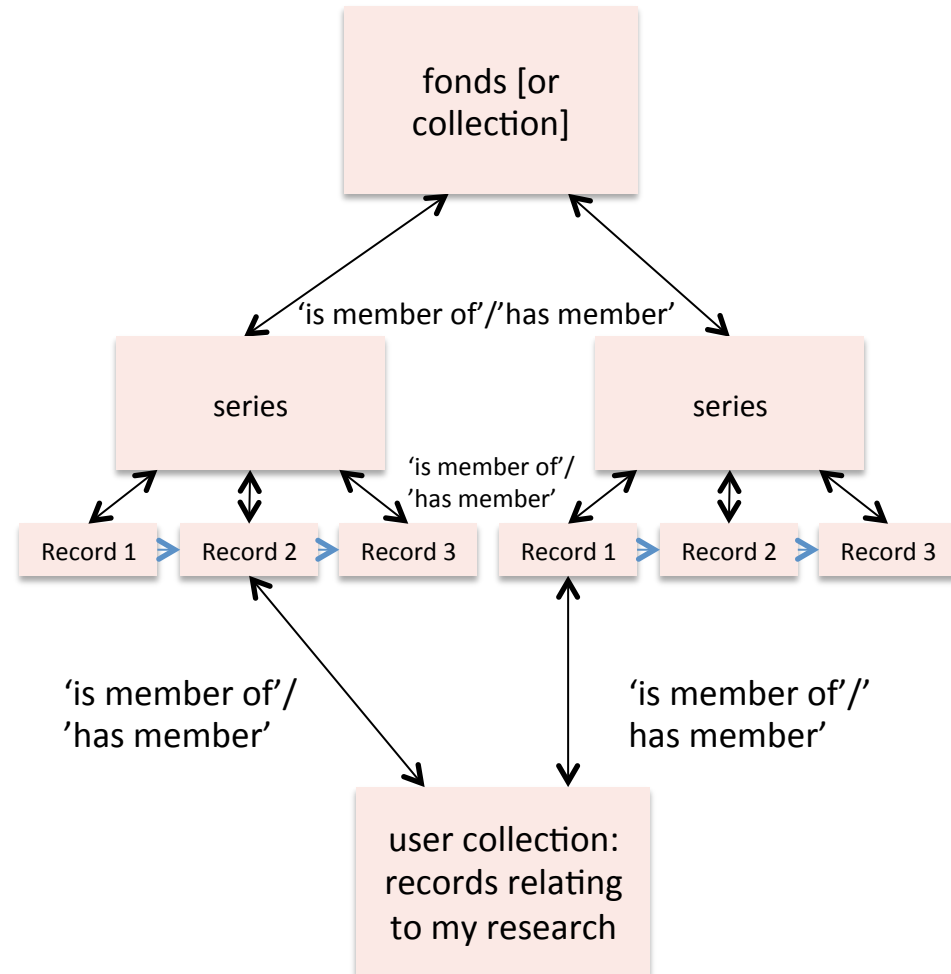 fonds [or
collection]
‘is member of’/’has member’
series
series
‘is member of’/
’has member’
Record 1
Record 2
Record 3
Record 1
Record 2
Record 3
‘is member of’/
’has member’
‘is member of’/’
has member’
user collection:
records relating
to my research